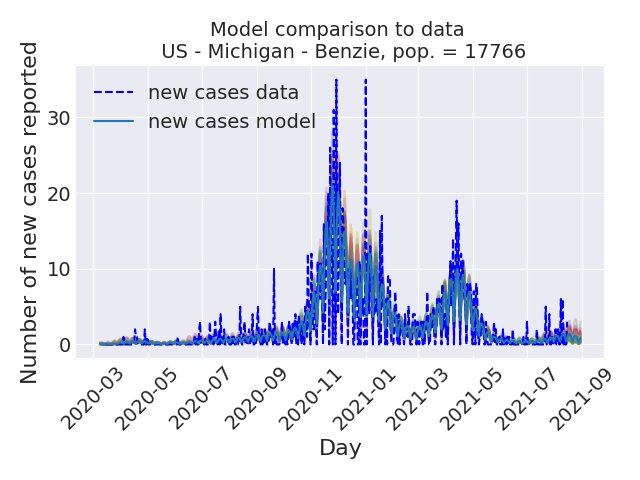 Model comparison to data
US - Michigan - Benzie, pop. = 17766
Number of new cases reported
30
20
10
0
new cases data
new cases model
2020-03
2020-05
2020-07
2020-09
2020-11
2021-01
2021-03
2021-05
2021-07
2021-09
Day